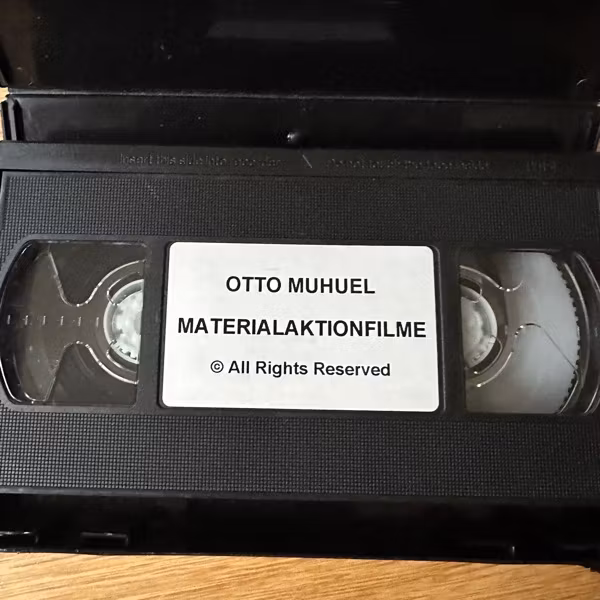 OTTO MUHUEL
MATERIALAKTIONFILME
© All Rights Reserved